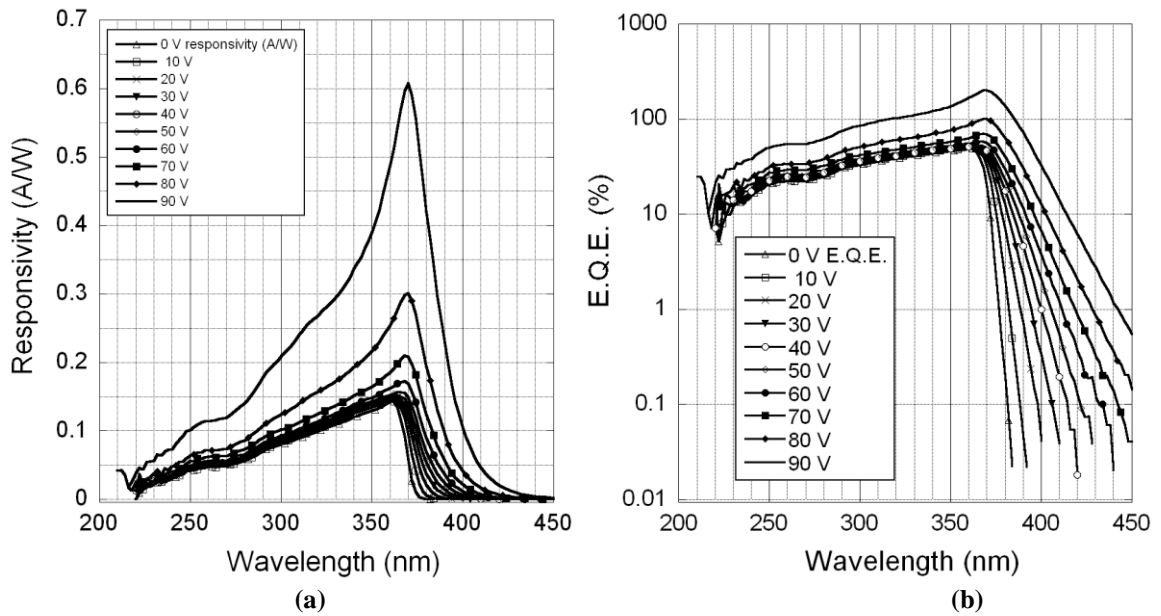 0.7
0.6
0.5
0.4
0.3
0.2
0.1
0
Responsivity (A/W)
0 V responsivity (A/W)
10 V
20 V
30 V
40 V
50 V
60 V
70 V
80 V
90 V
200 250 300 350 400 450
Wavelength (nm)
(a)
1000
100
10
1
0.1
0.01
E.Q.E. (%)
0 V E.Q.E.
10 V
20 V
30 V
40 V
50 V
60 V
70 V
80 V
90 V
200 250 300 350 400 450
Wavelength (nm)
(b)